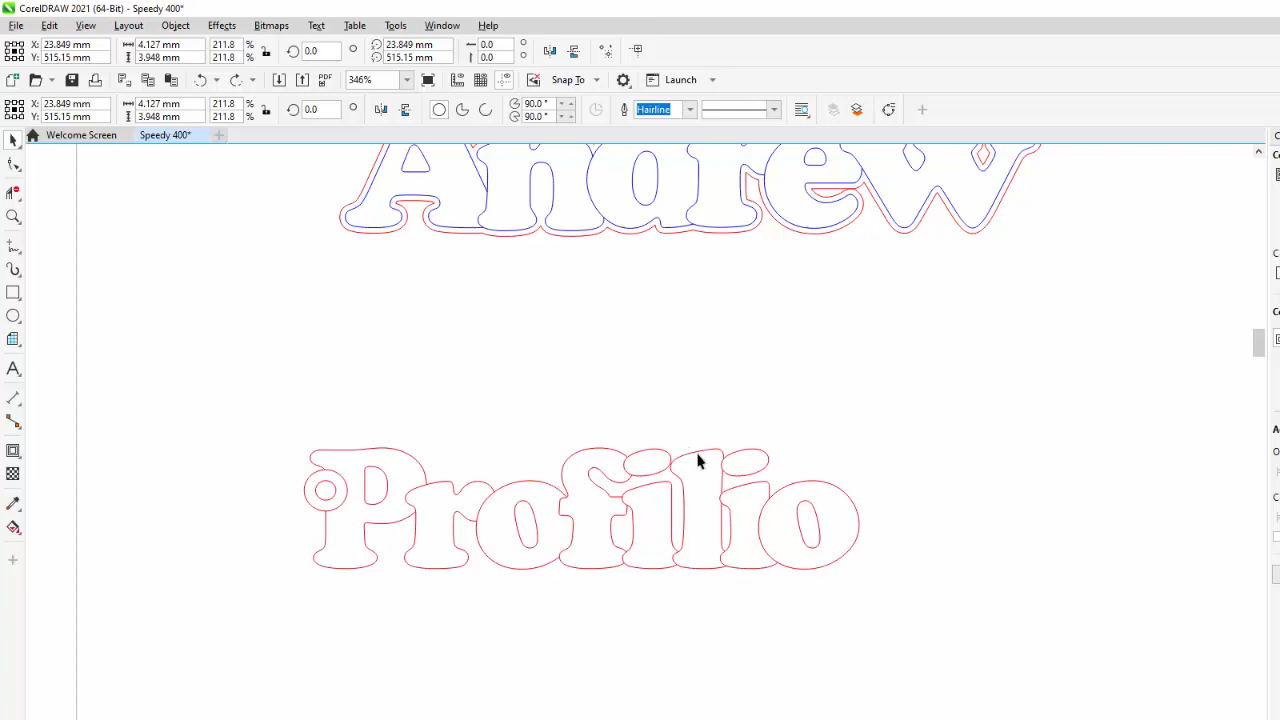 CorelDRAW 2021 (64-Bit) - Speedy 400*
File Edit View Layout Object Effects Bitmaps Text Table Tools Window Help
X: 23.849 mm 4.127 mm 211.8 % 0.0 ° 23.849 mm 0.0 °
Y: 515.15 mm 3.948 mm 211.8 % 515.15 mm 0.0 °
PDF 346% Snap To Launch
X: 23.849 mm 4.127 mm 211.8 % 0.0 ° 90.0 ° Hairline
Y: 515.15 mm 3.948 mm 211.8 % 90.0 °
Welcome Screen Speedy 400*
Andrew
Profilio